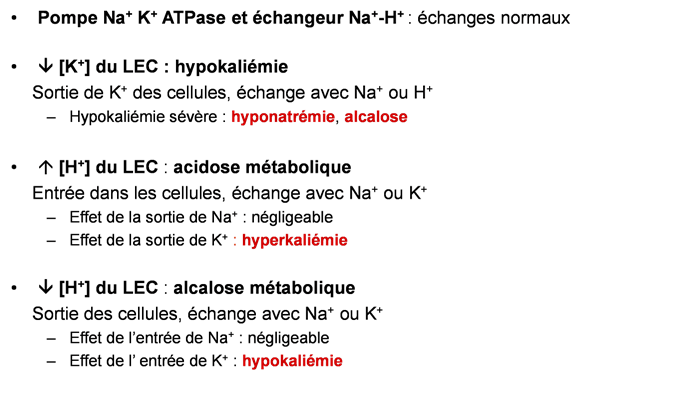 • Pompe Na⁺ K⁺ ATPase et échangeur Na⁺-H⁺ : échanges normaux
• ↓ [K⁺] du LEC : hypokaliémie
Sortie de K⁺ des cellules, échange avec Na⁺ ou H⁺
– Hypokaliémie sévère : hyponatrémie, alcalose
• ↑ [H⁺] du LEC : acidose métabolique
Entrée dans les cellules, échange avec Na⁺ ou K⁺
– Effet de la sortie de Na⁺ : négligeable
– Effet de la sortie de K⁺ : hyperkaliémie
• ↓ [H⁺] du LEC : alcalose métabolique
Sortie des cellules, échange avec Na⁺ ou K⁺
– Effet de l’entrée de Na⁺ : négligeable
– Effet de l’ entrée de K⁺ : hypokaliémie